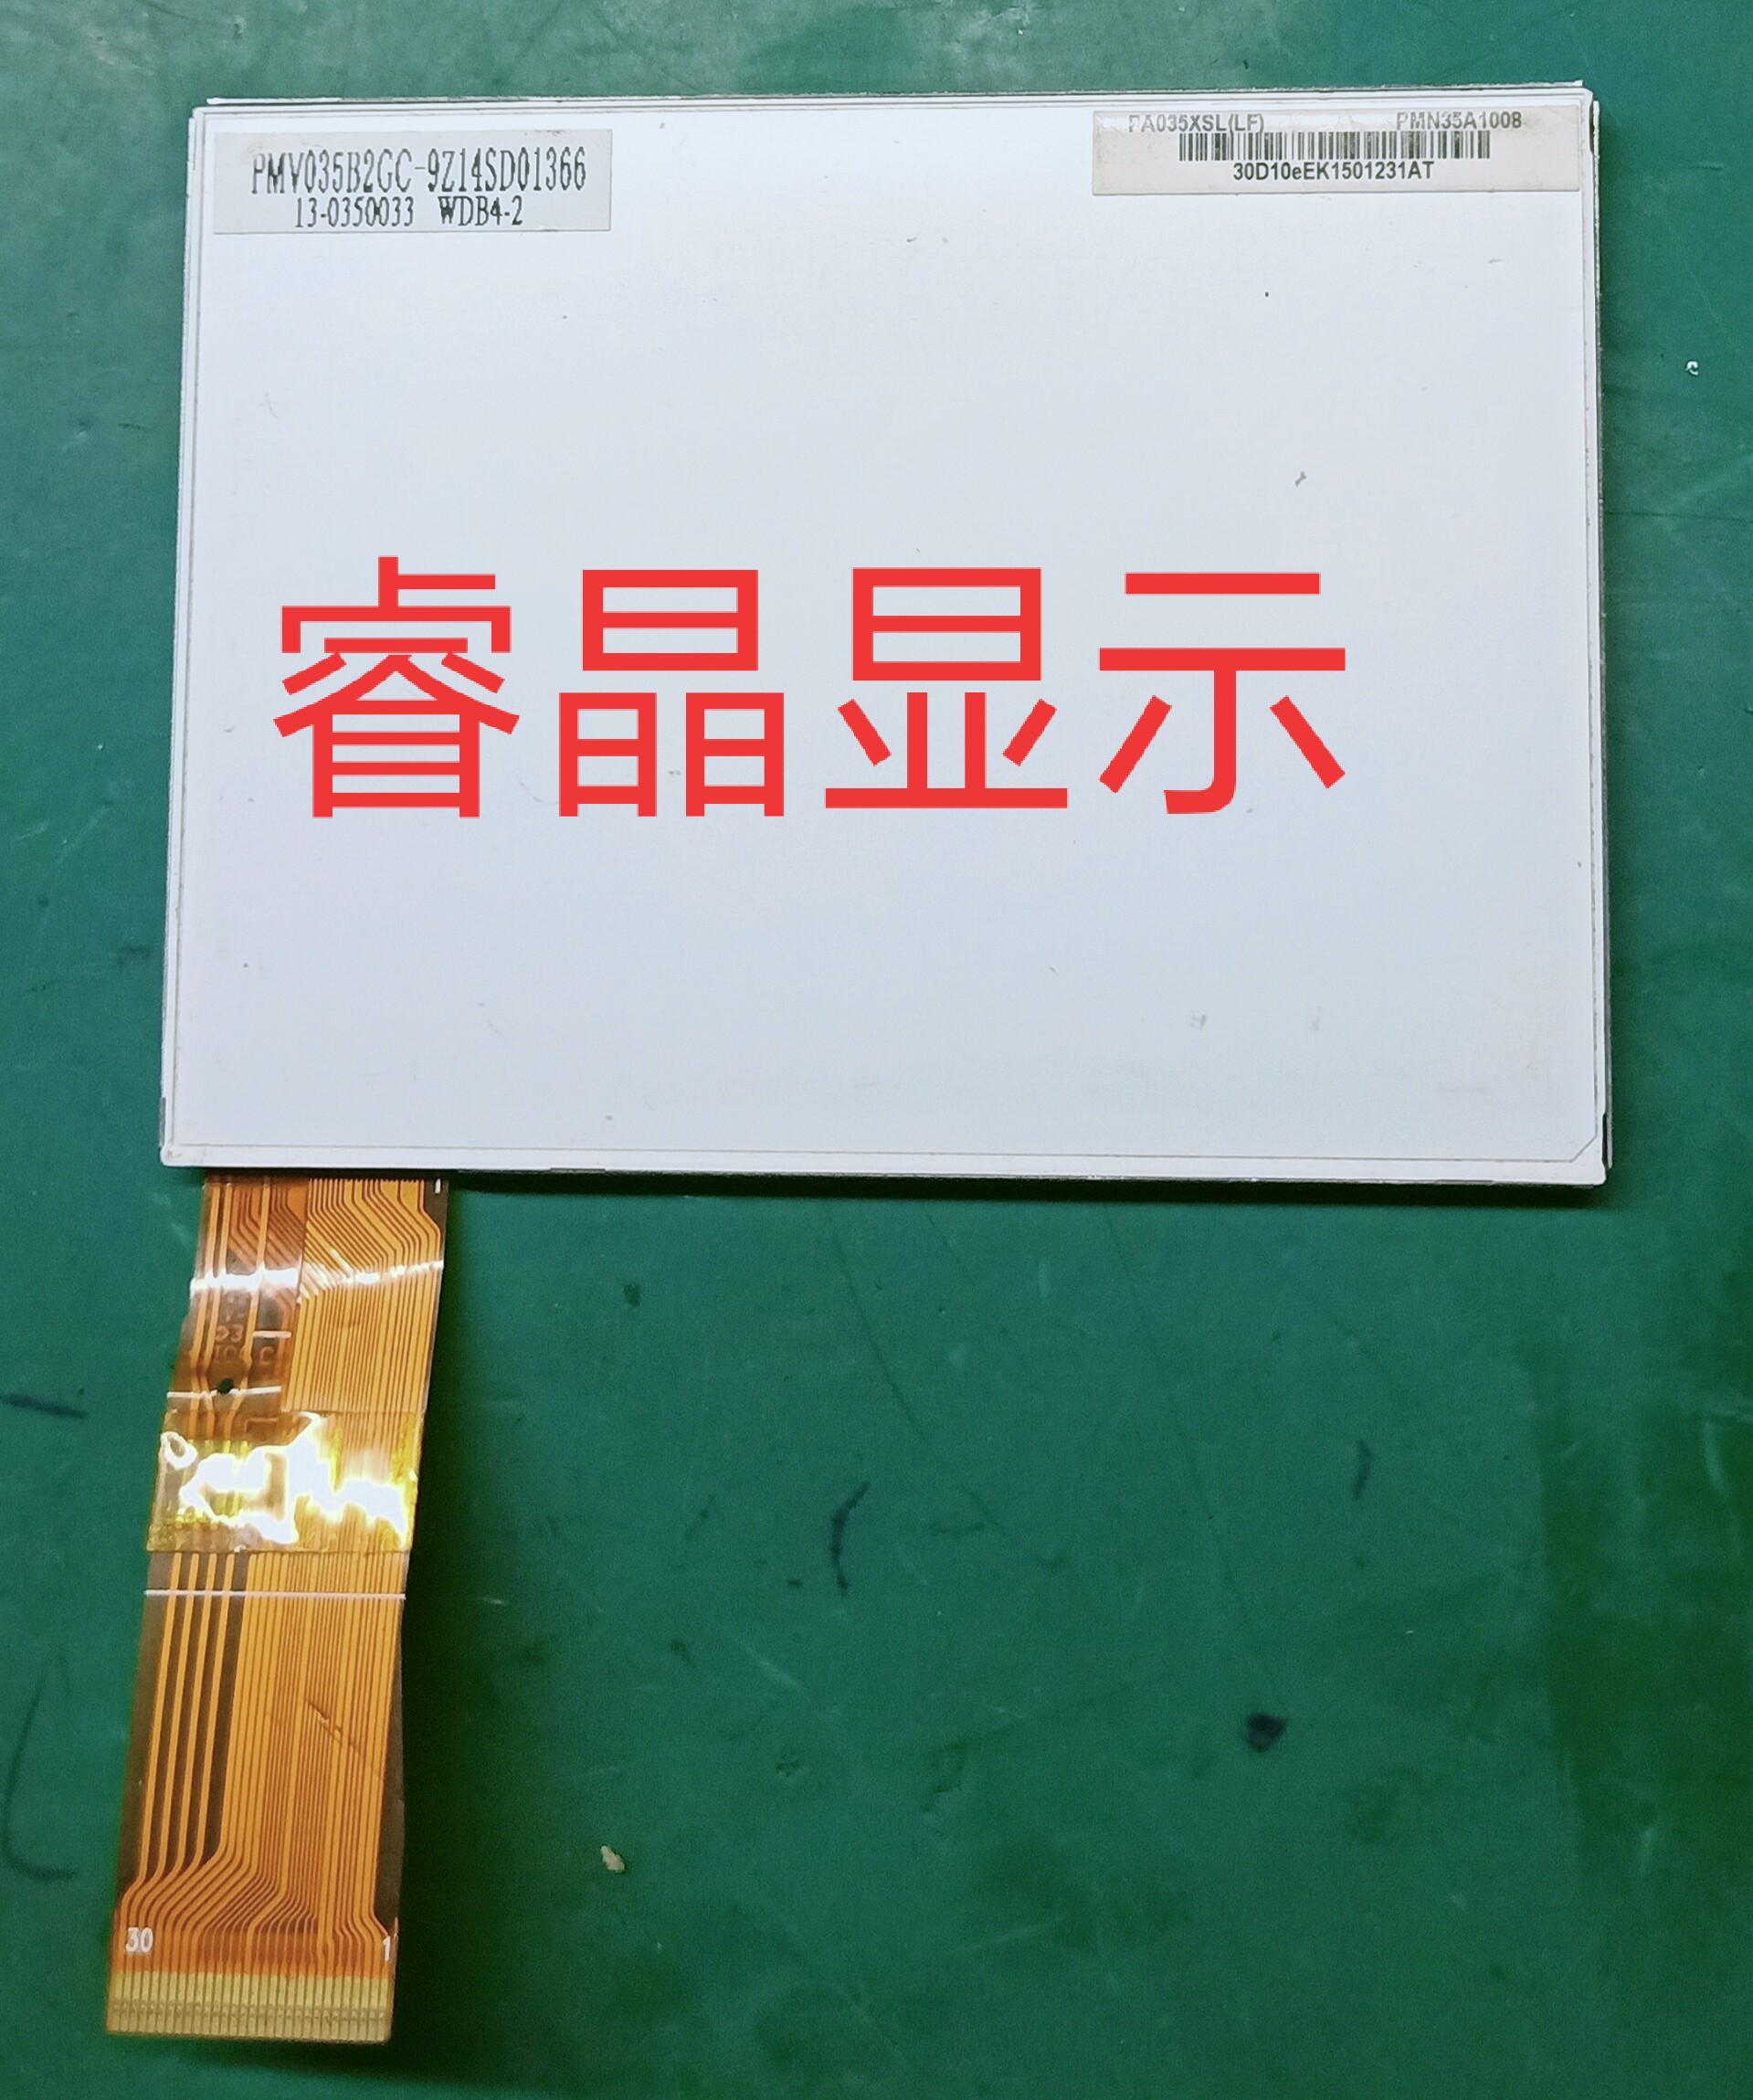 PMV035B2GC-9Z14SD01366
13-0350033 WDB4-2
PA035XSL(LF) PMN35A1008
30D10eEK1501231AT
睿晶显示
30 1